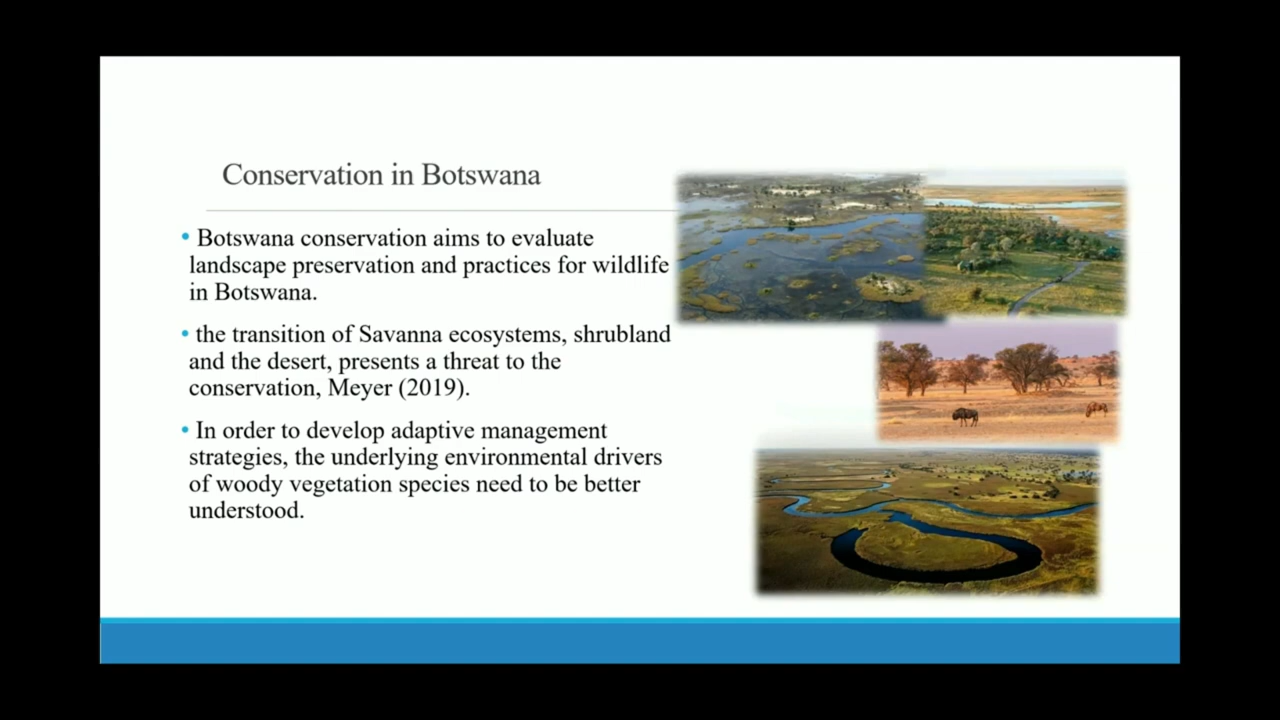 Conservation in Botswana
• Botswana conservation aims to evaluate
landscape preservation and practices for wildlife
in Botswana.
• the transition of Savanna ecosystems, shrubland
and the desert, presents a threat to the
conservation, Meyer (2019).
• In order to develop adaptive management
strategies, the underlying environmental drivers
of woody vegetation species need to be better
understood.